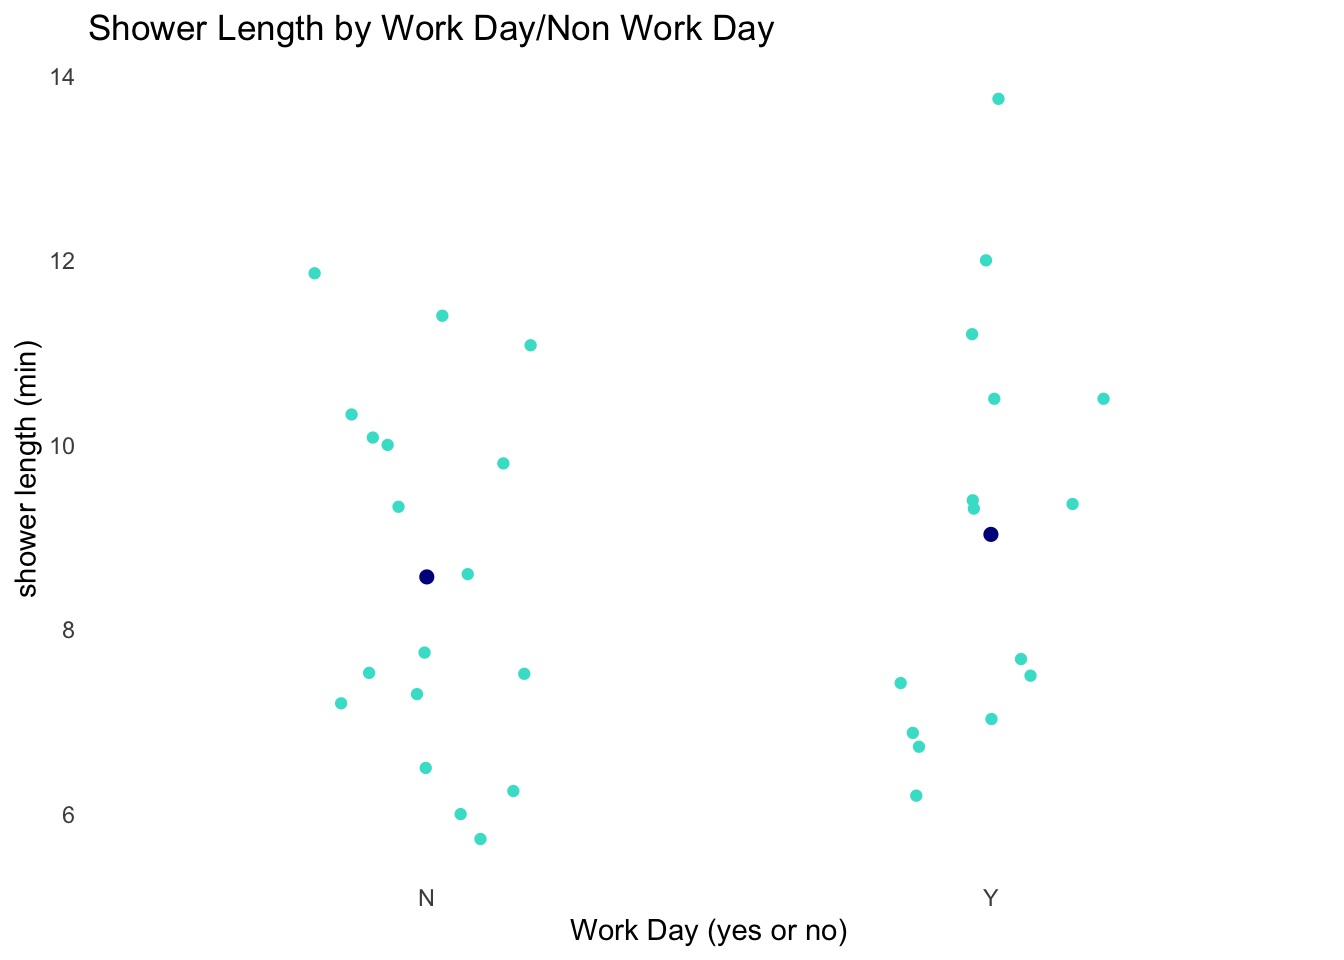 Shower Length by Work Day/Non Work Day
14
12
10
8
6
shower length (min)
N
Y
Work Day (yes or no)